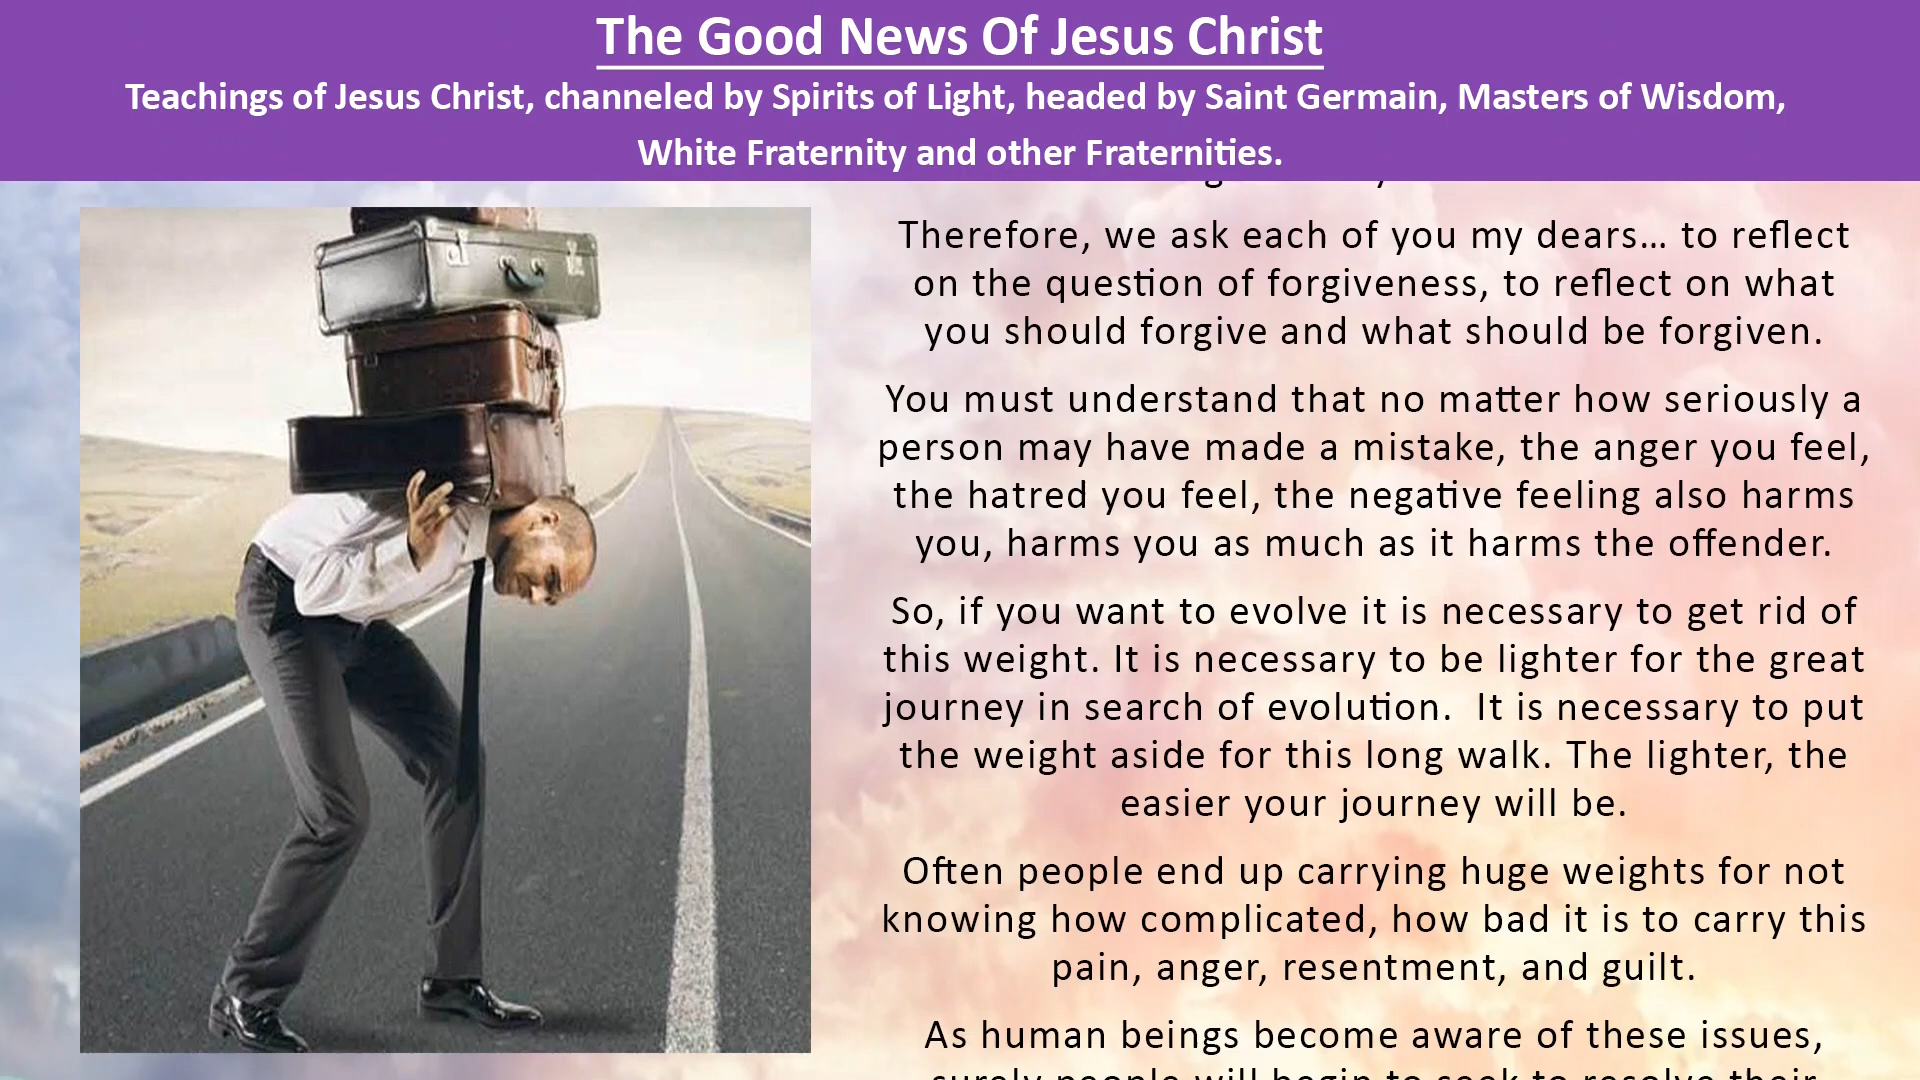 The Good News Of Jesus Christ
Teachings of Jesus Christ, channeled by Spirits of Light, headed by Saint Germain, Masters of Wisdom,
White Fraternity and other Fraternities.
Therefore, we ask each of you my dears... to reflect
on the question of forgiveness, to reflect on what
you should forgive and what should be forgiven.
You must understand that no matter how seriously a
person may have made a mistake, the anger you feel,
the hatred you feel, the negative feeling also harms
you, harms you as much as it harms the offender.
So, if you want to evolve it is necessary to get rid of
this weight. It is necessary to be lighter for the great
journey in search of evolution.  It is necessary to put
the weight aside for this long walk. The lighter, the
easier your journey will be.
Often people end up carrying huge weights for not
knowing how complicated, how bad it is to carry this
pain, anger, resentment, and guilt.
As human beings become aware of these issues,
surely people will begin to seek to resolve their